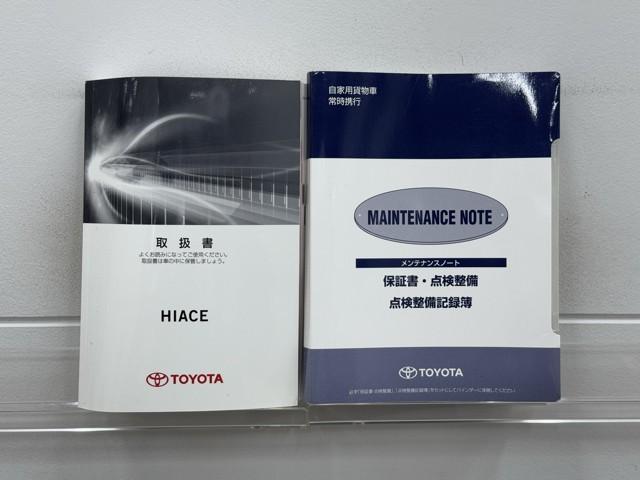 取扱書
よくお読みになってご使用ください。
取扱書は車の中に保管しましょう。
HIACE
TOYOTA
自家用貨物車
常時携行
MAINTENANCE NOTE
メンテナンスノート
保証書・点検整備
点検整備記録簿
TOYOTA